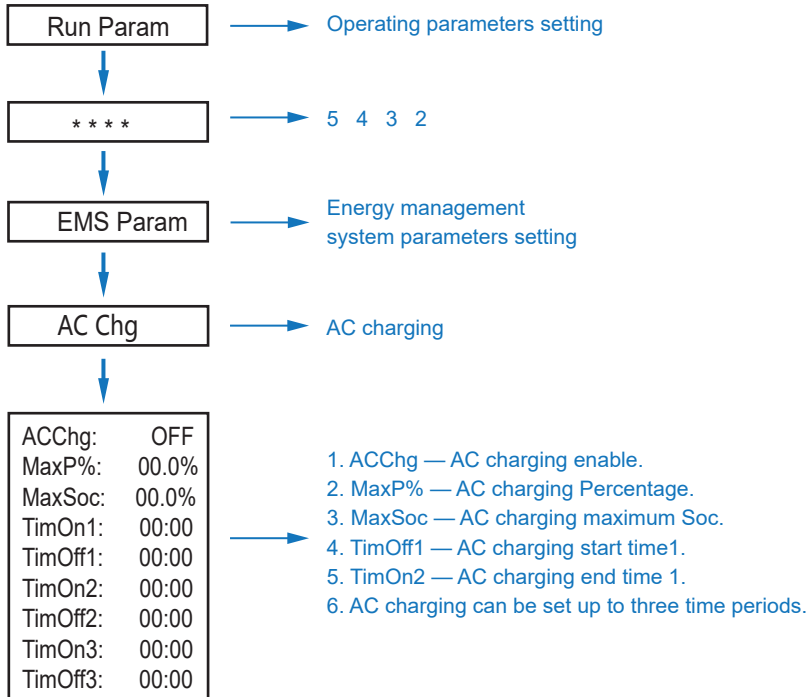 Run Param
Operating parameters setting
* * * *
5 4 3 2
EMS Param
Energy management
system parameters setting
AC Chg
AC charging
ACChg: OFF
MaxP%: 00.0%
MaxSoc: 00.0%
TimOn1: 00:00
TimOff1: 00:00
TimOn2: 00:00
TimOff2: 00:00
TimOn3: 00:00
TimOff3: 00:00
1. ACChg — AC charging enable.
2. MaxP% — AC charging Percentage.
3. MaxSoc — AC charging maximum Soc.
4. TimOff1 — AC charging start time1.
5. TimOn2 — AC charging end time 1.
6. AC charging can be set up to three time periods.